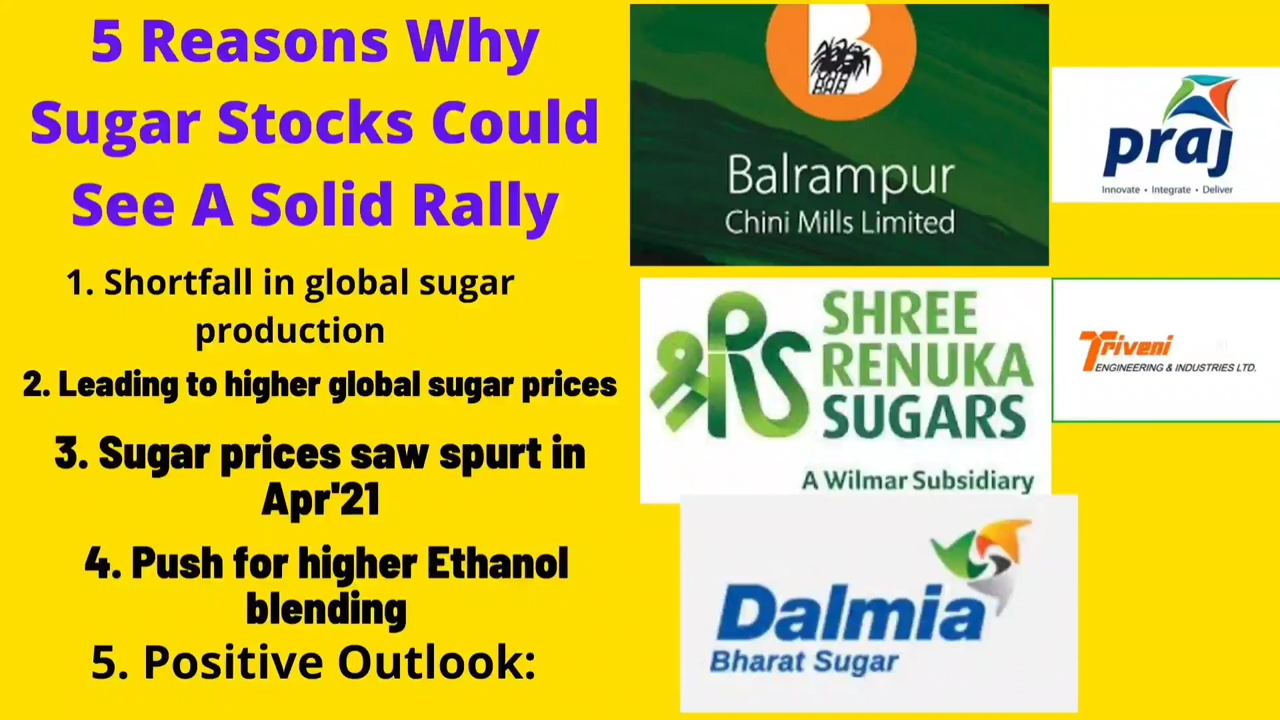 5 Reasons Why
Sugar Stocks Could
See A Solid Rally
1. Shortfall in global sugar
production
2. Leading to higher global sugar prices
3. Sugar prices saw spurt in
Apr'21
4. Push for higher Ethanol
blending
5. Positive Outlook:
B
Balrampur
Chini Mills Limited
praj
Innovate • Integrate • Deliver
SRS
SHREE
RENUKA
SUGARS
A Wilmar Subsidiary
Triveni
ENGINEERING & INDUSTRIES LTD.
Dalmia
Bharat Sugar